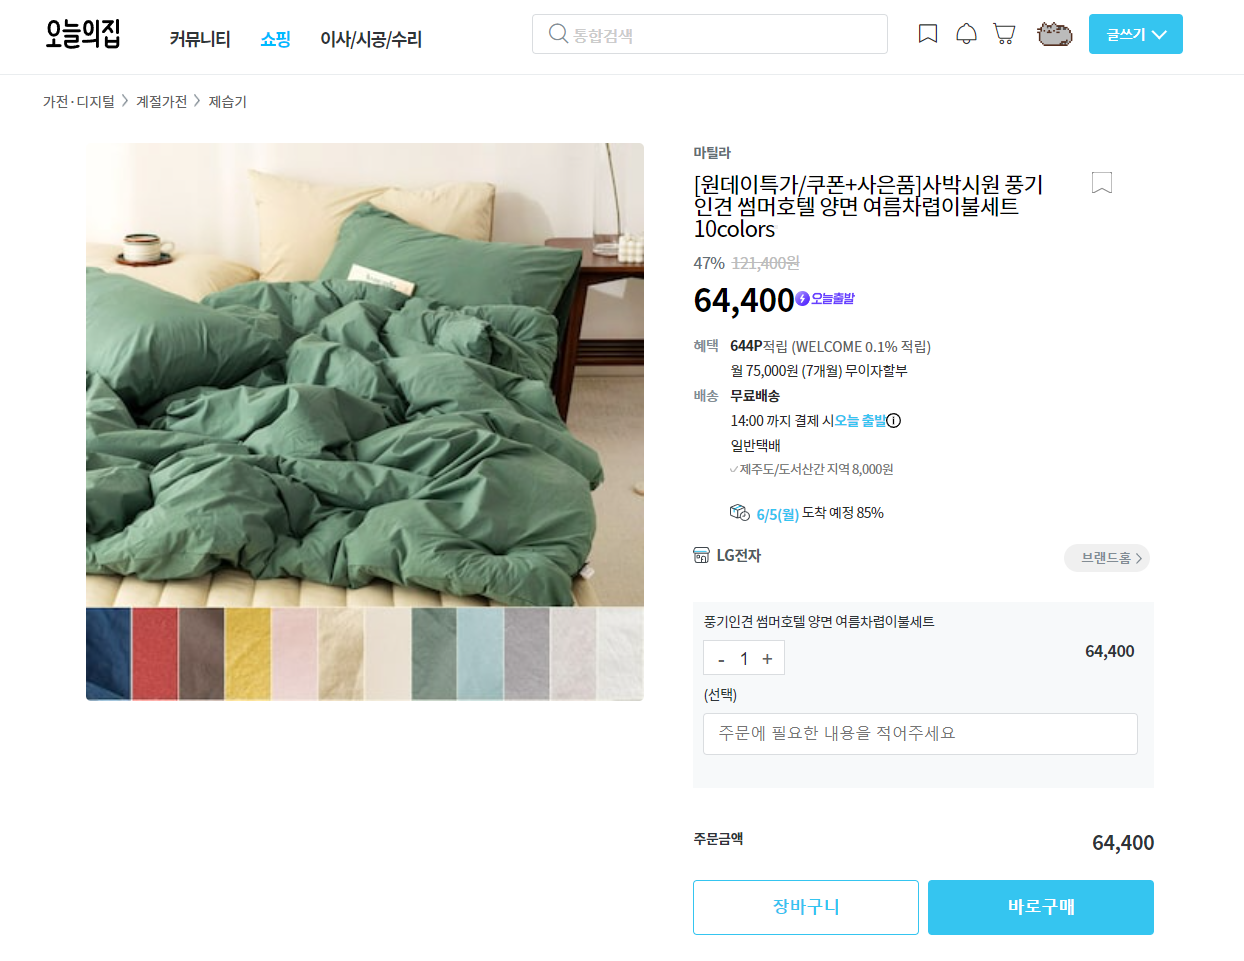 오늘의집
커뮤니티 쇼핑 이사/시공/수리
통합검색
글쓰기
가전·디지털 > 계절가전 > 제습기
마틸라
[원데이특가/쿠폰+사은품]사박시원 풍기
인견 썸머호텔 양면 여름차렵이불세트
10colors
47% 121,400원
64,400 오늘출발
혜택 644P적립 (WELCOME 0.1% 적립)
월 75,000원 (7개월) 무이자할부
배송 무료배송
14:00 까지 결제 시오늘 출발
일반택배
제주도/도서산간 지역 8,000원
6/5(월) 도착 예정 85%
LG전자
브랜드홈 >
풍기인견 썸머호텔 양면 여름차렵이불세트
- 1 +
64,400
(선택)
주문에 필요한 내용을 적어주세요
주문금액
64,400
장바구니
바로구매